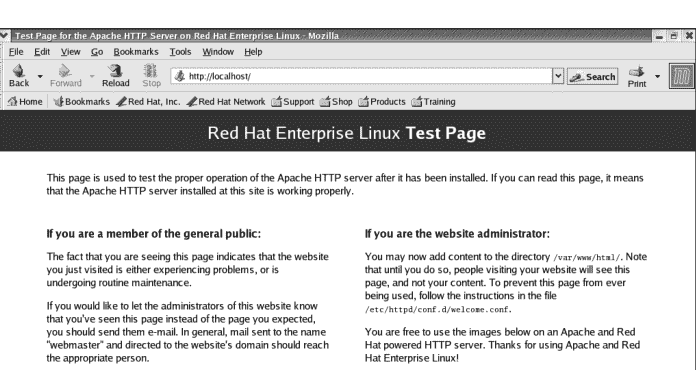 Test Page for the Apache HTTP Server on Red Hat Enterprise Linux - Mozilla
File Edit View Go Bookmarks Tools Window Help
Back Forward Reload Stop http://localhost/ Search Print m
Home Bookmarks Red Hat, Inc. Red Hat Network Support Shop Products Training
Red Hat Enterprise Linux Test Page
This page is used to test the proper operation of the Apache HTTP server after it has been installed. If you can read this page, it means
that the Apache HTTP server installed at this site is working properly.
If you are a member of the general public:
The fact that you are seeing this page indicates that the website
you just visited is either experiencing problems, or is
undergoing routine maintenance.
If you would like to let the administrators of this website know
that you've seen this page instead of the page you expected,
you should send them e-mail. In general, mail sent to the name
"webmaster" and directed to the website's domain should reach
the appropriate person.
If you are the website administrator:
You may now add content to the directory /var/www/html/. Note
that until you do so, people visiting your website will see this
page, and not your content. To prevent this page from ever
being used, follow the instructions in the file
/etc/httpd/conf.d/welcome.conf.
You are free to use the images below on an Apache and Red
Hat powered HTTP server. Thanks for using Apache and Red
Hat Enterprise Linux!